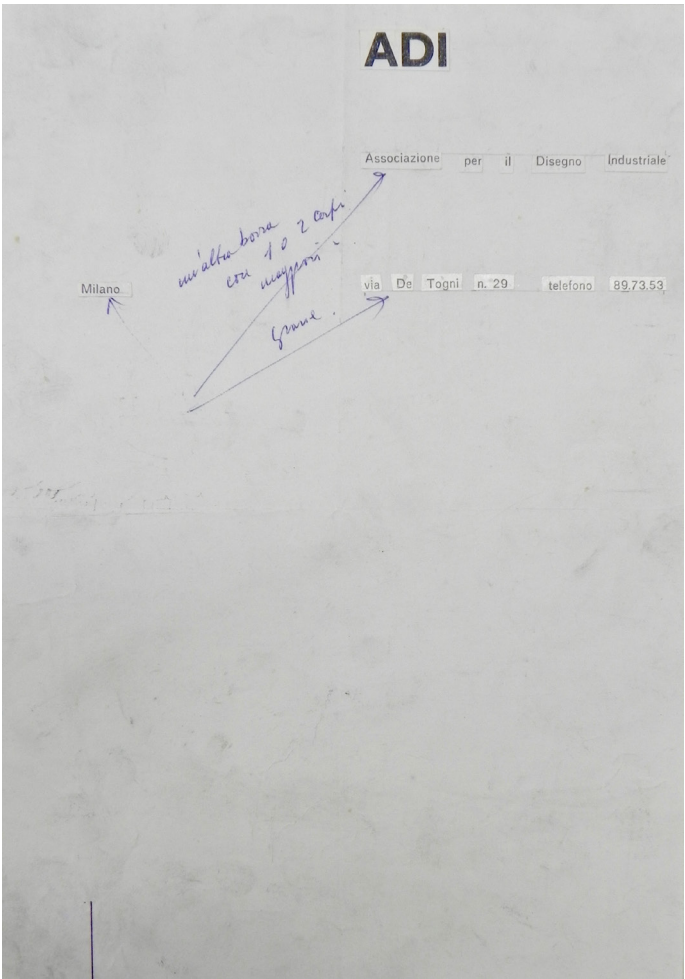 ADI
Associazione per il Disegno Industriale
un'altra bozza
con 1 o 2 corpi
maggiori -
grazie.
Milano
via De Togni n. 29 telefono 89.73.53